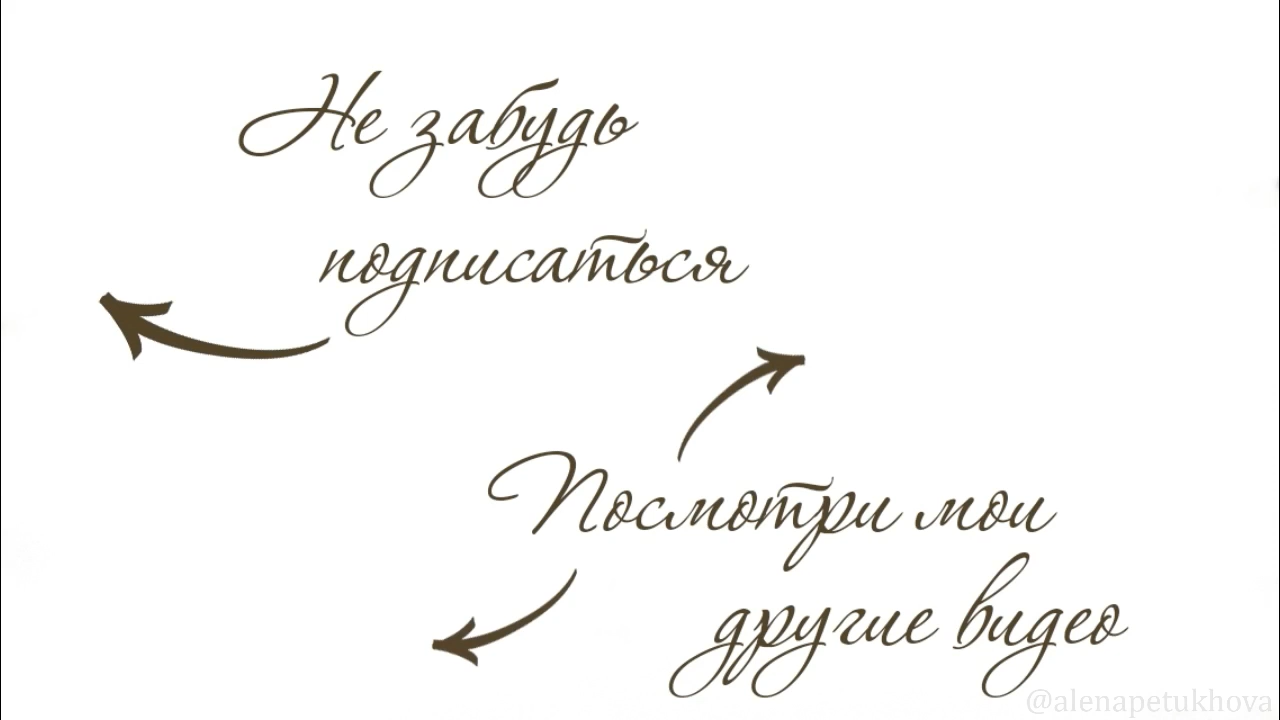 Не забудь
подписаться
Посмотри мои
другие видео
@alenapetukhova